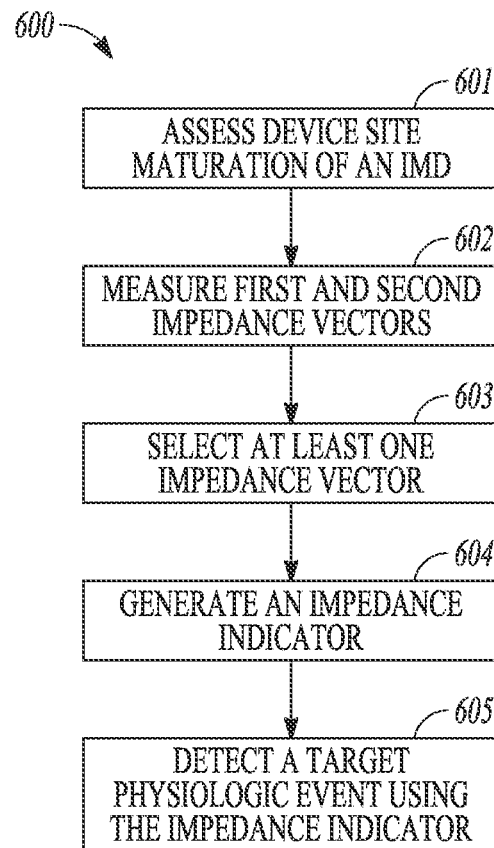 600
601
ASSESS DEVICE SITE
MATURATION OF AN IMD
602
MEASURE FIRST AND SECOND
IMPEDANCE VECTORS
603
SELECT AT LEAST ONE
IMPEDANCE VECTOR
604
GENERATE AN IMPEDANCE
INDICATOR
605
DETECT A TARGET
PHYSIOLOGIC EVENT USING
THE IMPEDANCE INDICATOR